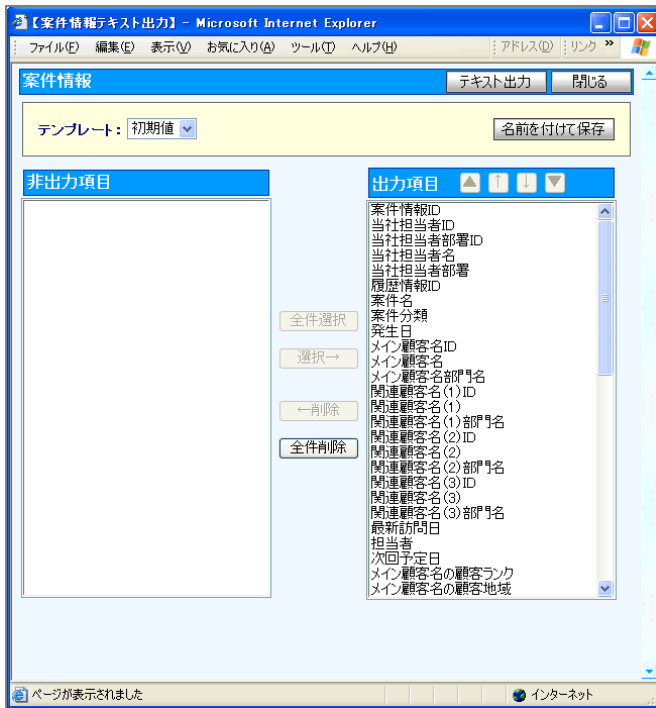 【案件情報テキスト出力】 - Microsoft Internet Explorer
ファイル(F) 編集(E) 表示(V) お気に入り(A) ツール(T) ヘルプ(H) アドレス(D) リンク »
案件情報 テキスト出力 閉じる
テンプレート： 初期値 名前を付けて保存
非出力項目
出力項目 ▲ ↑ ↓ ▼
案件情報ID
当社担当者ID
当社担当者部署ID
当社担当者名
当社担当者部署
履歴情報ID
案件名
案件分類
発生日
メイン顧客名ID
メイン顧客名
メイン顧客名部門名
関連顧客名(1)ID
関連顧客名(1)
関連顧客名(1)部門名
関連顧客名(2)ID
関連顧客名(2)
関連顧客名(2)部門名
関連顧客名(3)ID
関連顧客名(3)
関連顧客名(3)部門名
最新訪問日
担当者
次回予定日
メイン顧客名の顧客ランク
メイン顧客名の顧客地域
全件選択
選択→
←削除
全件削除
ページが表示されました インターネット